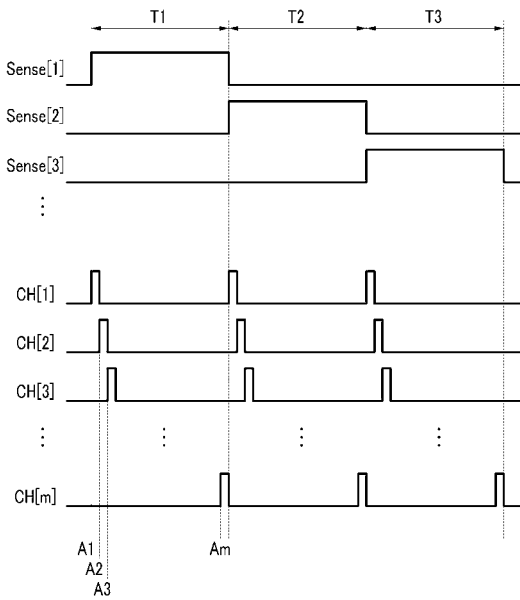 T1 T2 T3
Sense[1]
Sense[2]
Sense[3]
⋮
CH[1]
CH[2]
CH[3]
⋮ ⋮ ⋮ ⋮
CH[m]
A1 Am
A2
A3